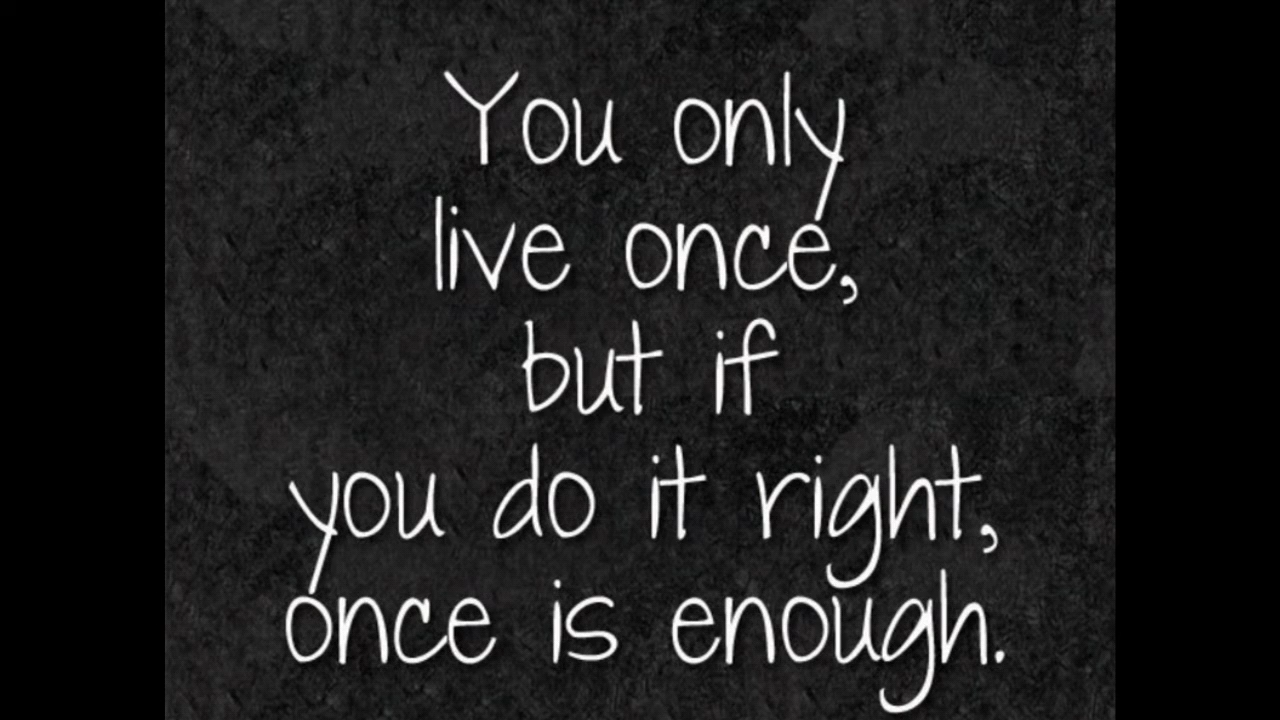 You only
live once,
but if
you do it right,
once is enough.